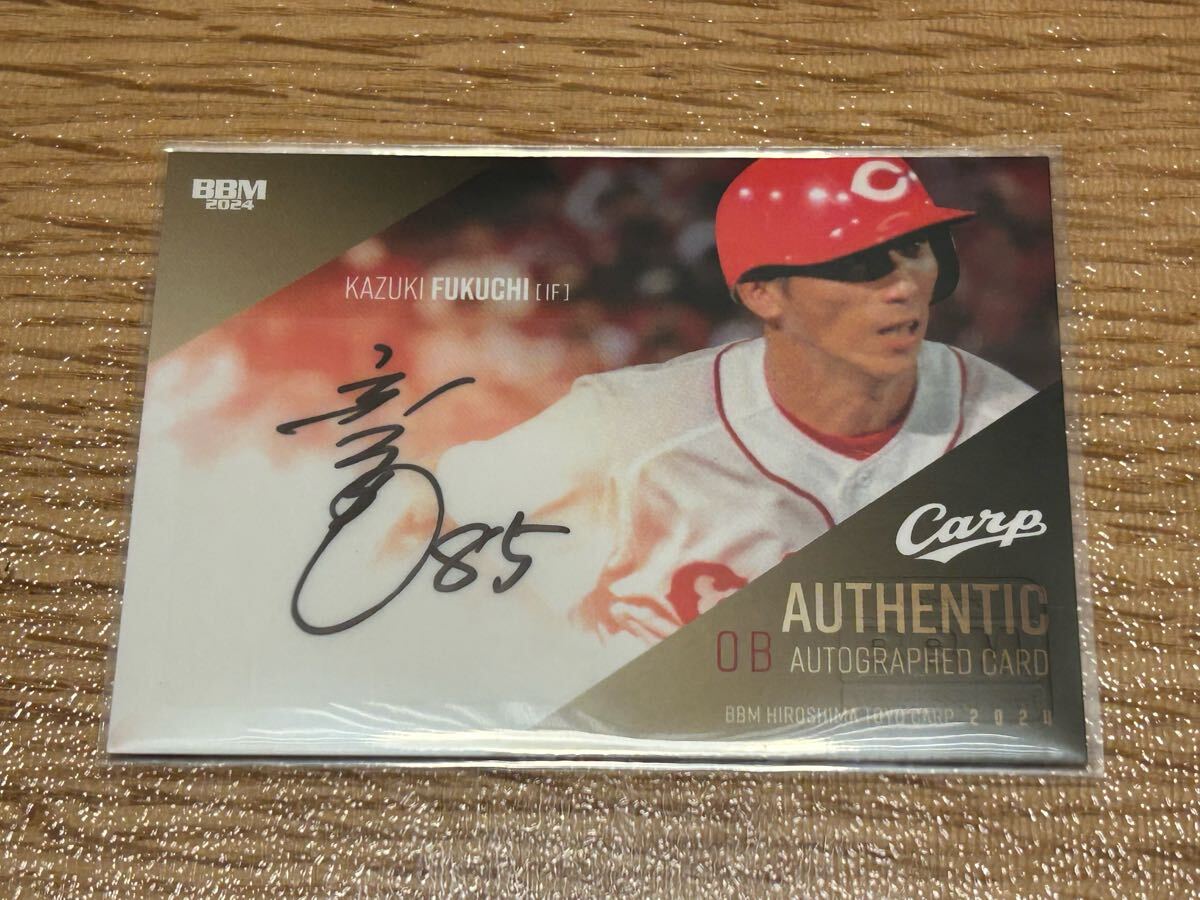 BBM
2024
C
KAZUKI FUKUCHI [IF]
85
Carp
AUTHENTIC
OB AUTOGRAPHED CARD
BBM HIROSHIMA TOYO CARP 2024